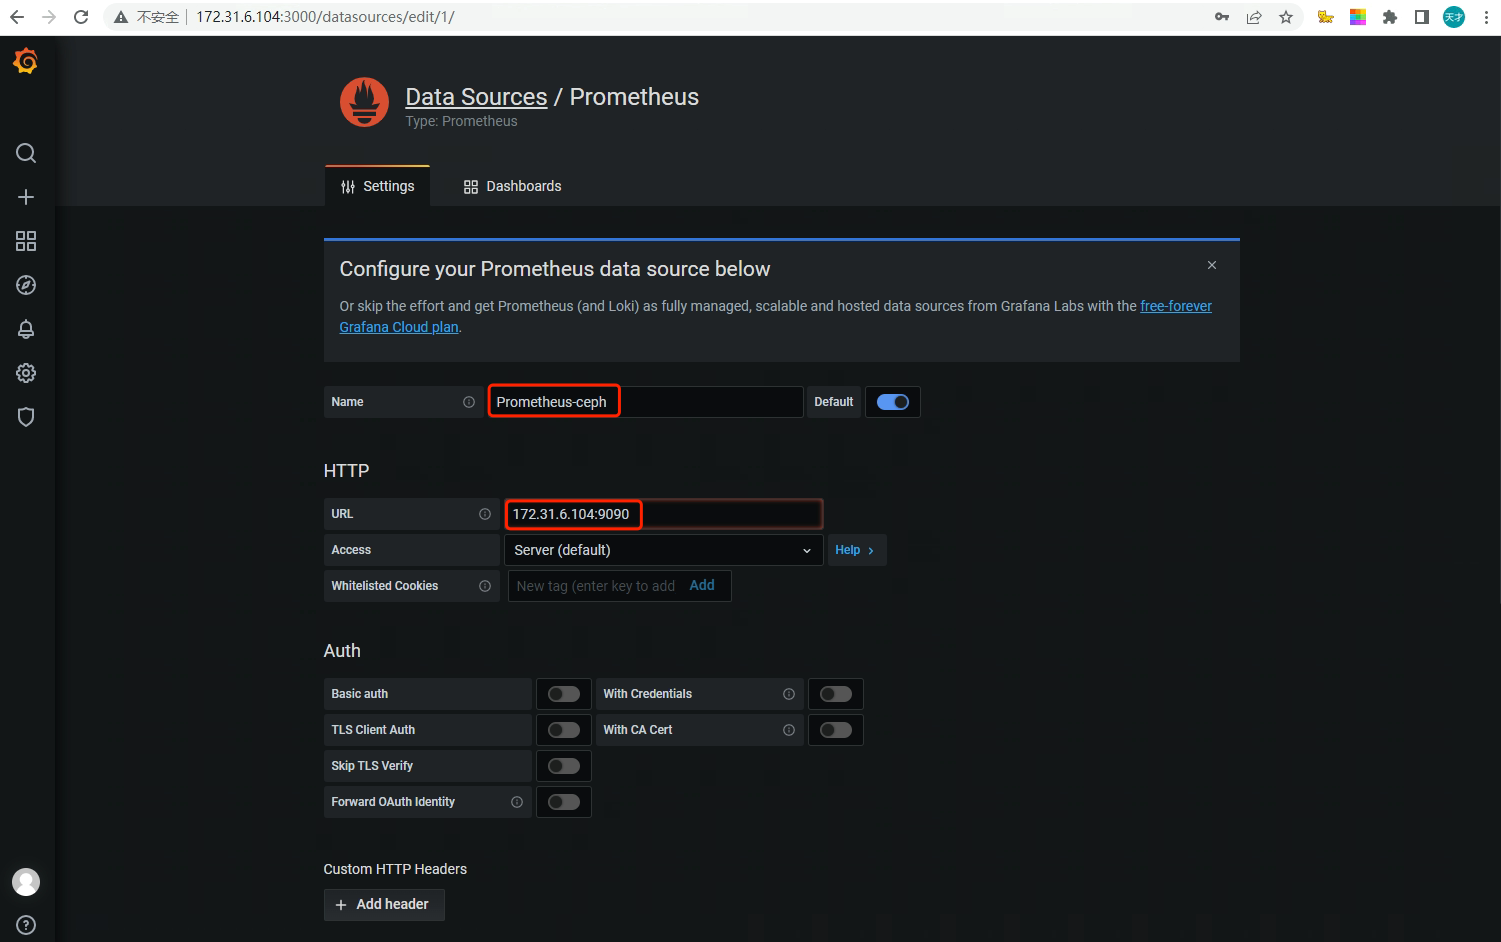 不安全 172.31.6.104:3000/datasources/edit/1/
天才
Data Sources / Prometheus
Type: Prometheus
Settings Dashboards
Configure your Prometheus data source below
Or skip the effort and get Prometheus (and Loki) as fully managed, scalable and hosted data sources from Grafana Labs with the free-forever
Grafana Cloud plan.
Name Prometheus-ceph Default
HTTP
URL 172.31.6.104:9090
Access Server (default) Help
Whitelisted Cookies New tag (enter key to add Add
Auth
Basic auth With Credentials
TLS Client Auth With CA Cert
Skip TLS Verify
Forward OAuth Identity
Custom HTTP Headers
+ Add header